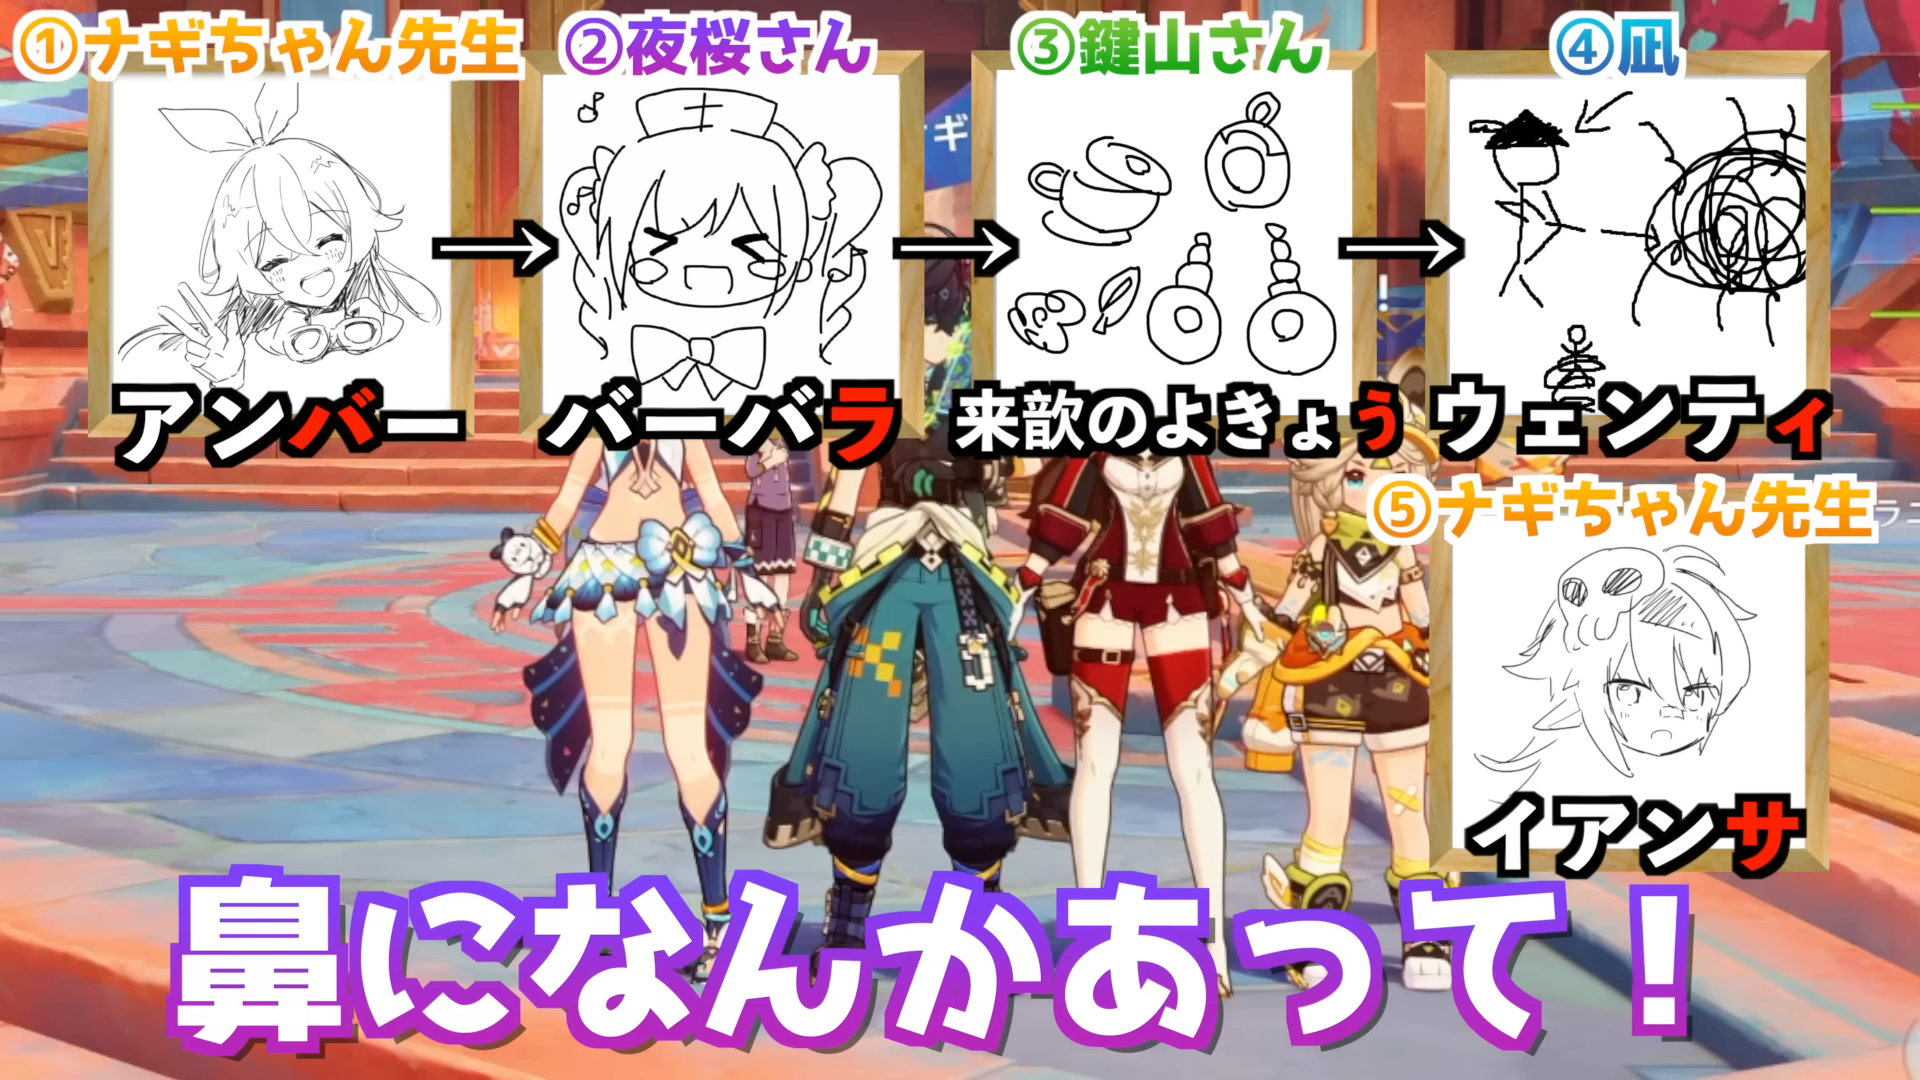 ①ナギちゃん先生
②夜桜さん
③鍵山さん
④凪
アンバー
バーバラ
来歆のよきょう
ウェンティ
⑤ナギちゃん先生
イアンサ
鼻になんかあって！